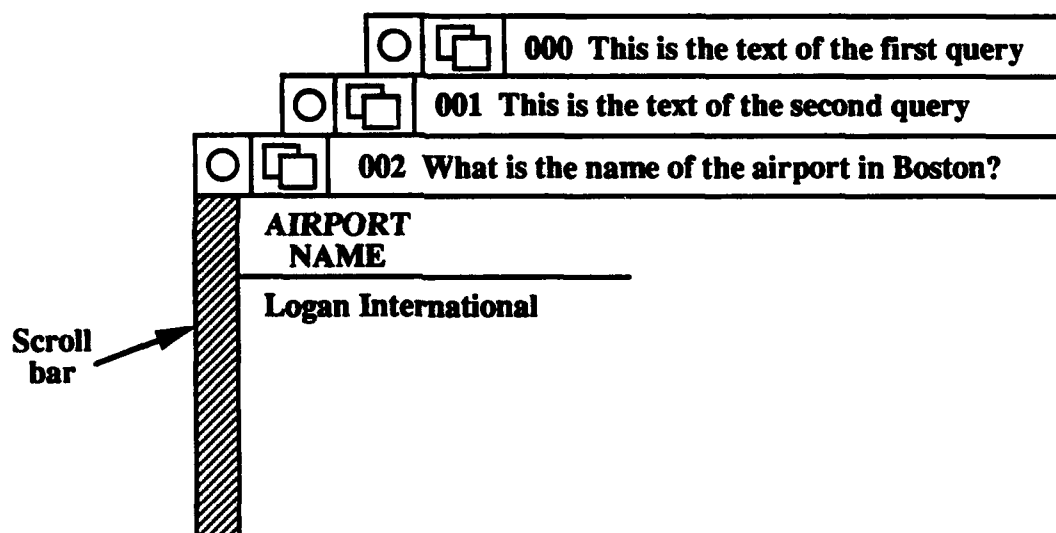 000 This is the text of the first query
001 This is the text of the second query
002 What is the name of the airport in Boston?
AIRPORT
NAME
Logan International
Scroll
bar